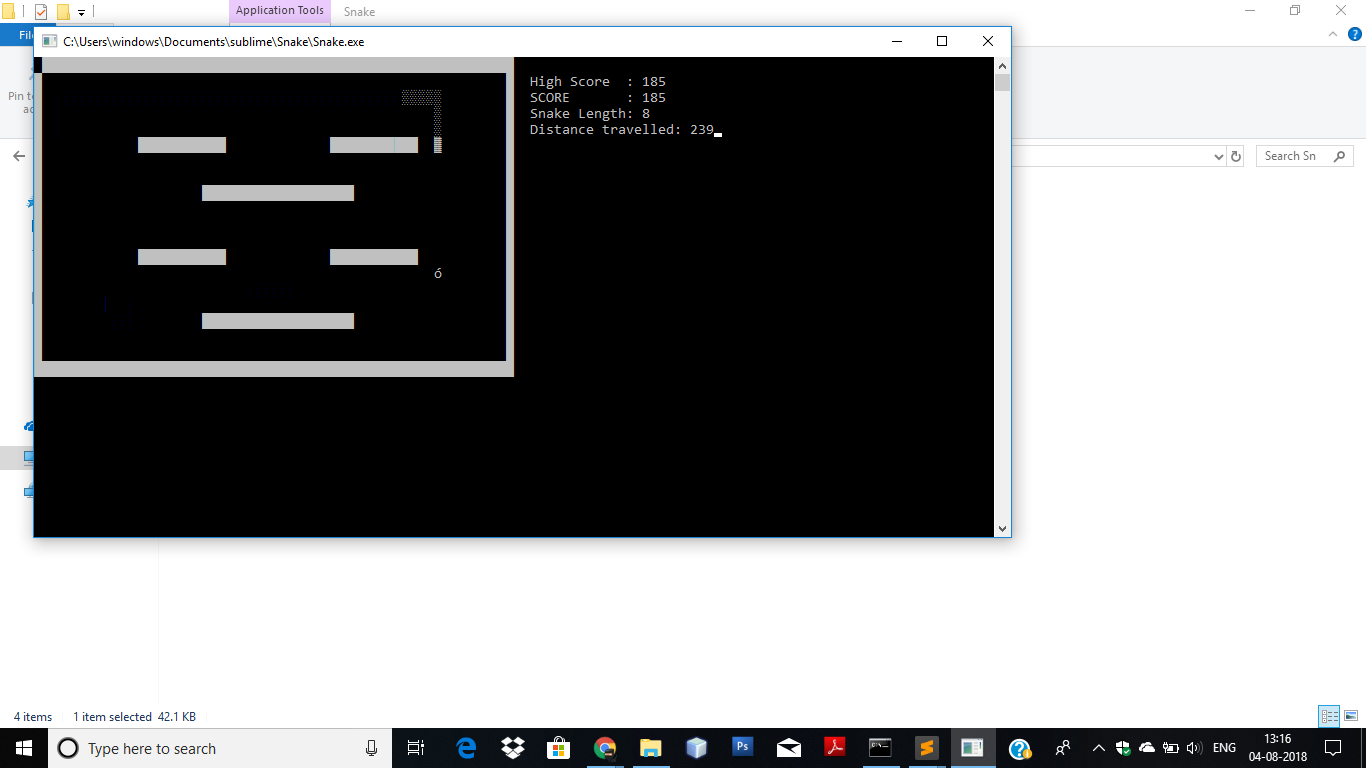 Application Tools
Snake
File
C:\Users\windows\Documents\sublime\Snake\Snake.exe
High Score : 185
SCORE : 185
Snake Length: 8
Distance travelled: 239
ó
Pin to
Search Sn
4 items
1 item selected 42.1 KB
Type here to search
Ps
C:\
ENG
13:16
04-08-2018